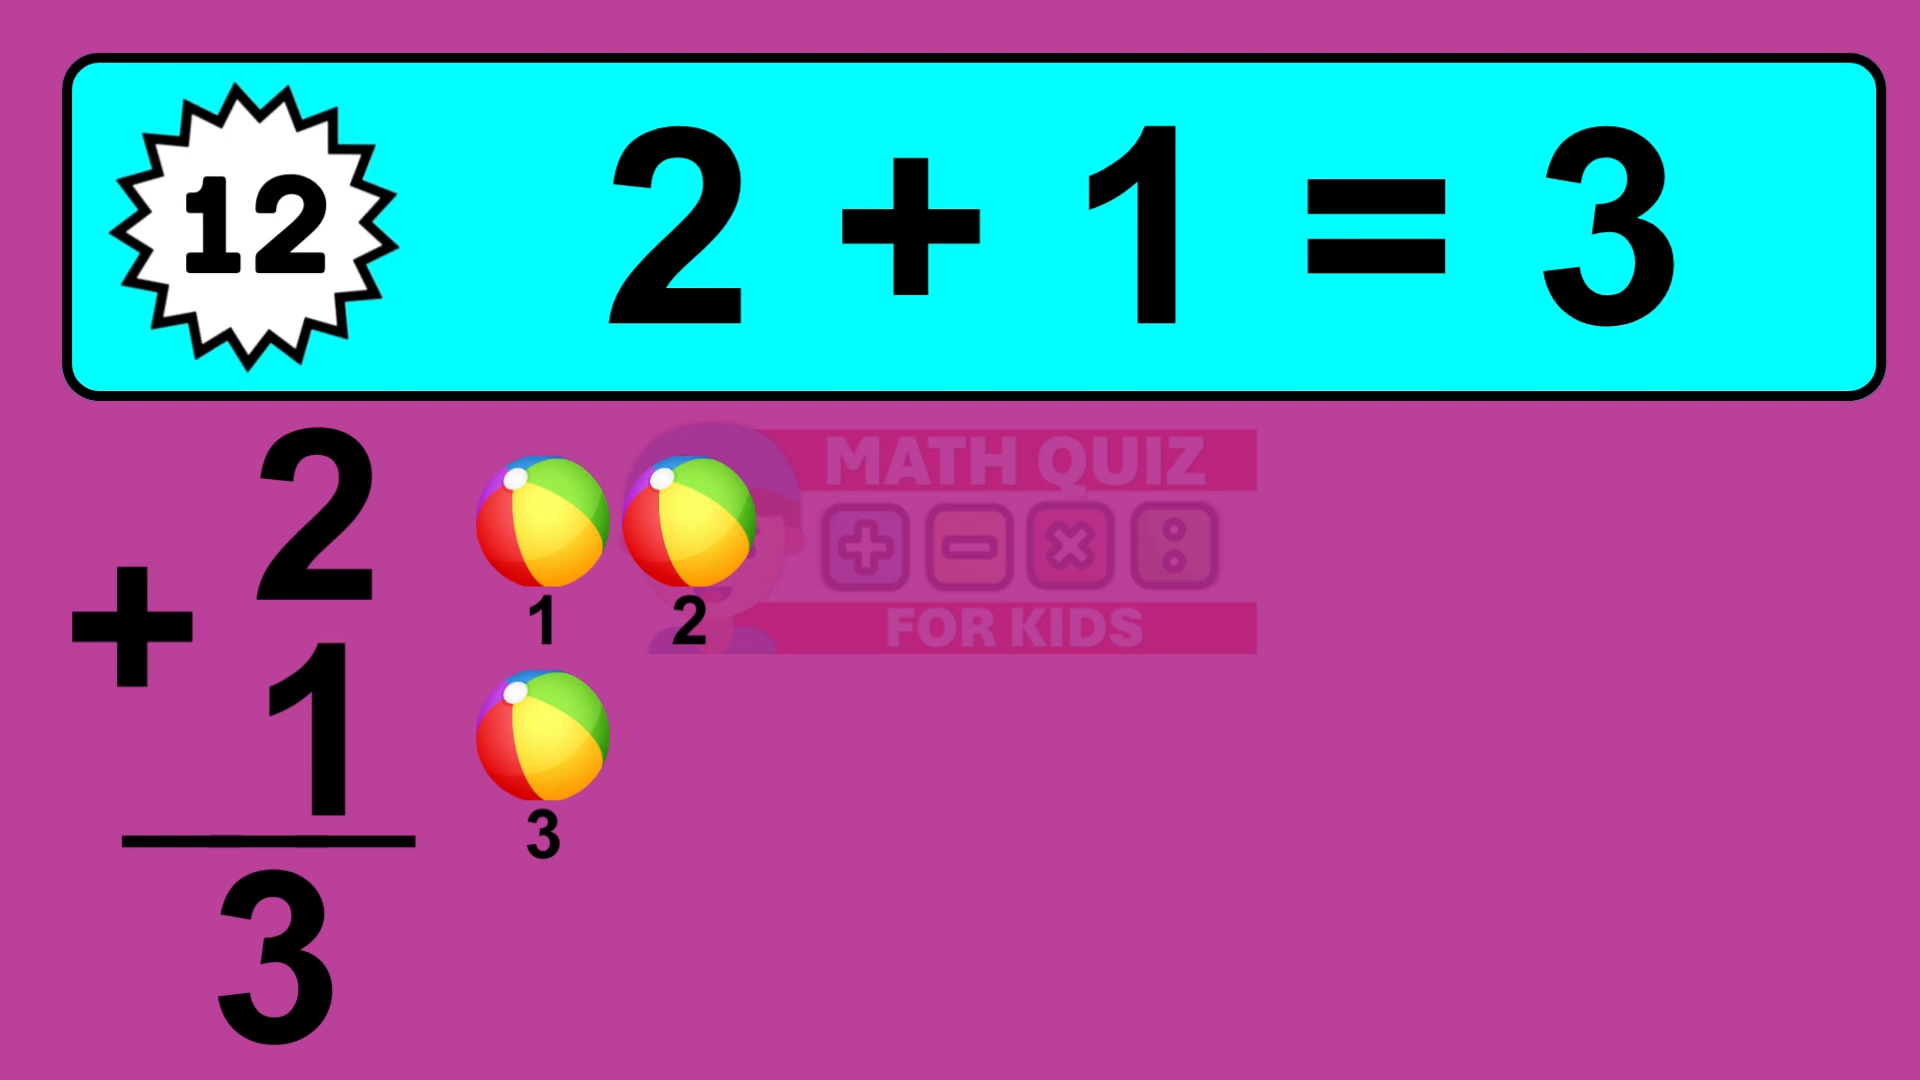 12
2 + 1 = 3
2
+
1
3
1 2
3
MATH QUIZ
FOR KIDS